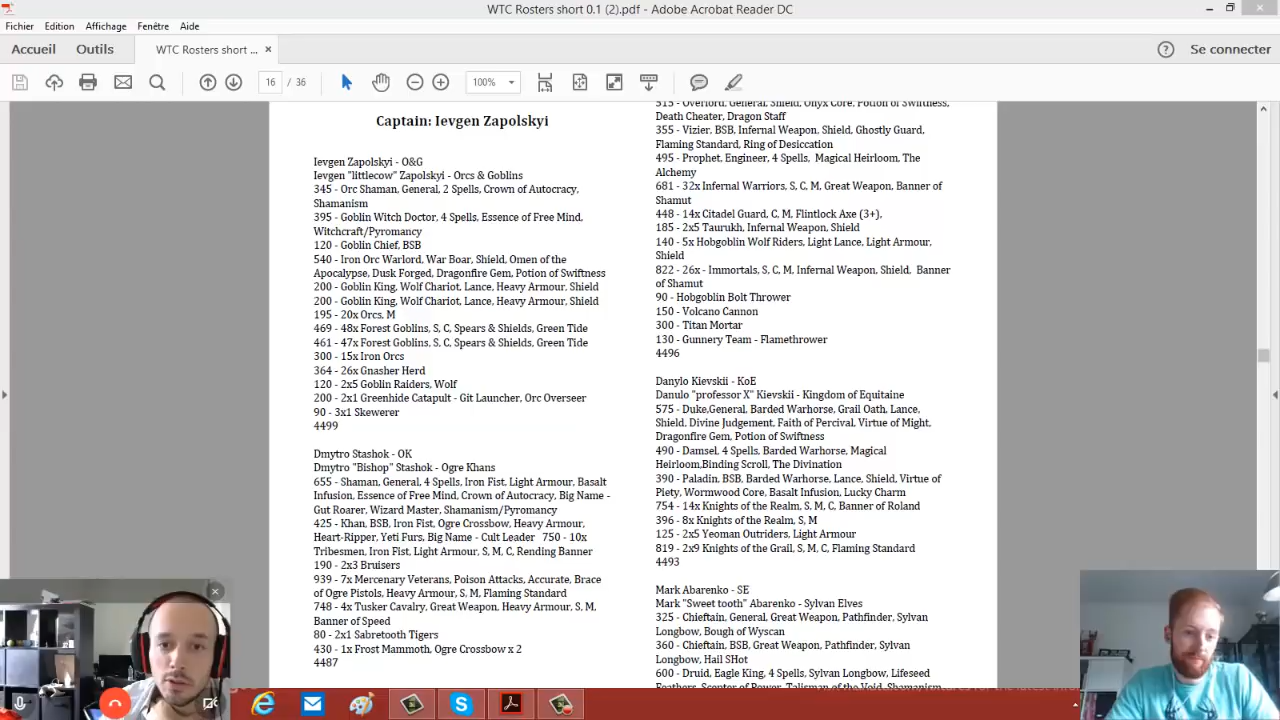 WTC Rosters short 0.1 (2).pdf - Adobe Acrobat Reader DC
Fichier Edition Affichage Fenêtre Aide
Accueil Outils WTC Rosters short ... ×
Se connecter
16 / 36
100%
Captain: Ievgen Zapolskyi
Ievgen Zapolskyi - O&G
Ievgen "littlecow" Zapolskyi - Orcs & Goblins
345 - Orc Shaman, General, 2 Spells, Crown of Autocracy,
Shamanism
395 - Goblin Witch Doctor, 4 Spells, Essence of Free Mind,
Witchcraft/Pyromancy
120 - Goblin Chief, BSB
540 - Iron Orc Warlord, War Boar, Shield, Omen of the
Apocalypse, Dusk Forged, Dragonfire Gem, Potion of Swiftness
200 - Goblin King, Wolf Chariot, Lance, Heavy Armour, Shield
200 - Goblin King, Wolf Chariot, Lance, Heavy Armour, Shield
195 - 20x Orcs, M
469 - 48x Forest Goblins, S, C, Spears & Shields, Green Tide
461 - 47x Forest Goblins, S, C, Spears & Shields, Green Tide
300 - 15x Iron Orcs
364 - 26x Gnasher Herd
120 - 2x5 Goblin Raiders, Wolf
200 - 2x1 Greenhide Catapult - Git Launcher, Orc Overseer
90 - 3x1 Skewerer
4499
Dmytro Stashok - OK
Dmytro "Bishop" Stashok - Ogre Khans
655 - Shaman, General, 4 Spells, Iron Fist, Light Armour, Basalt
Infusion, Essence of Free Mind, Crown of Autocracy, Big Name -
Gut Roarer, Wizard Master, Shamanism/Pyromancy
425 - Khan, BSB, Iron Fist, Ogre Crossbow, Heavy Armour,
Heart-Ripper, Yeti Furs, Big Name - Cult Leader 750 - 10x
Tribesmen, Iron Fist, Light Armour, S, M, C, Rending Banner
190 - 2x3 Bruisers
939 - 7x Mercenary Veterans, Poison Attacks, Accurate, Brace
of Ogre Pistols, Heavy Armour, S, M, Flaming Standard
748 - 4x Tusker Cavalry, Great Weapon, Heavy Armour, S, M,
Banner of Speed
80 - 2x1 Sabretooth Tigers
430 - 1x Frost Mammoth, Ogre Crossbow x 2
4487
515 - Overlord, General, Shield, Onyx Core, Potion of Swiftness,
Death Cheater, Dragon Staff
355 - Vizier, BSB, Infernal Weapon, Shield, Ghostly Guard,
Flaming Standard, Ring of Desiccation
495 - Prophet, Engineer, 4 Spells, Magical Heirloom, The
Alchemy
681 - 32x Infernal Warriors, S, C, M, Great Weapon, Banner of
Shamut
448 - 14x Citadel Guard, C, M, Flintlock Axe (3+),
185 - 2x5 Taurukh, Infernal Weapon, Shield
140 - 5x Hobgoblin Wolf Riders, Light Lance, Light Armour,
Shield
822 - 26x - Immortals, S, C, M, Infernal Weapon, Shield, Banner
of Shamut
90 - Hobgoblin Bolt Thrower
150 - Volcano Cannon
300 - Titan Mortar
130 - Gunnery Team - Flamethrower
4496
Danylo Kievskii - KoE
Danulo "professor X" Kievskii - Kingdom of Equitaine
575 - Duke,General, Barded Warhorse, Grail Oath, Lance,
Shield, Divine Judgement, Faith of Percival, Virtue of Might,
Dragonfire Gem, Potion of Swiftness
490 - Damsel, 4 Spells, Barded Warhorse, Magical
Heirloom,Binding Scroll, The Divination
390 - Paladin, BSB, Barded Warhorse, Lance, Shield, Virtue of
Piety, Wormwood Core, Basalt Infusion, Lucky Charm
754 - 14x Knights of the Realm, S, M, C, Banner of Roland
396 - 8x Knights of the Realm, S, M
125 - 2x5 Yeoman Outriders, Light Armour
819 - 2x9 Knights of the Grail, S, M, C, Flaming Standard
4493
Mark Abarenko - SE
Mark "Sweet tooth" Abarenko - Sylvan Elves
325 - Chieftain, General, Great Weapon, Pathfinder, Sylvan
Longbow, Bough of Wyscan
360 - Chieftain, BSB, Great Weapon, Pathfinder, Sylvan
Longbow, Hail SHot
600 - Druid, Eagle King, 4 Spells, Sylvan Longbow, Lifeseed
Feathers, Scepter of Power, Talisman of the Void, Shamanism